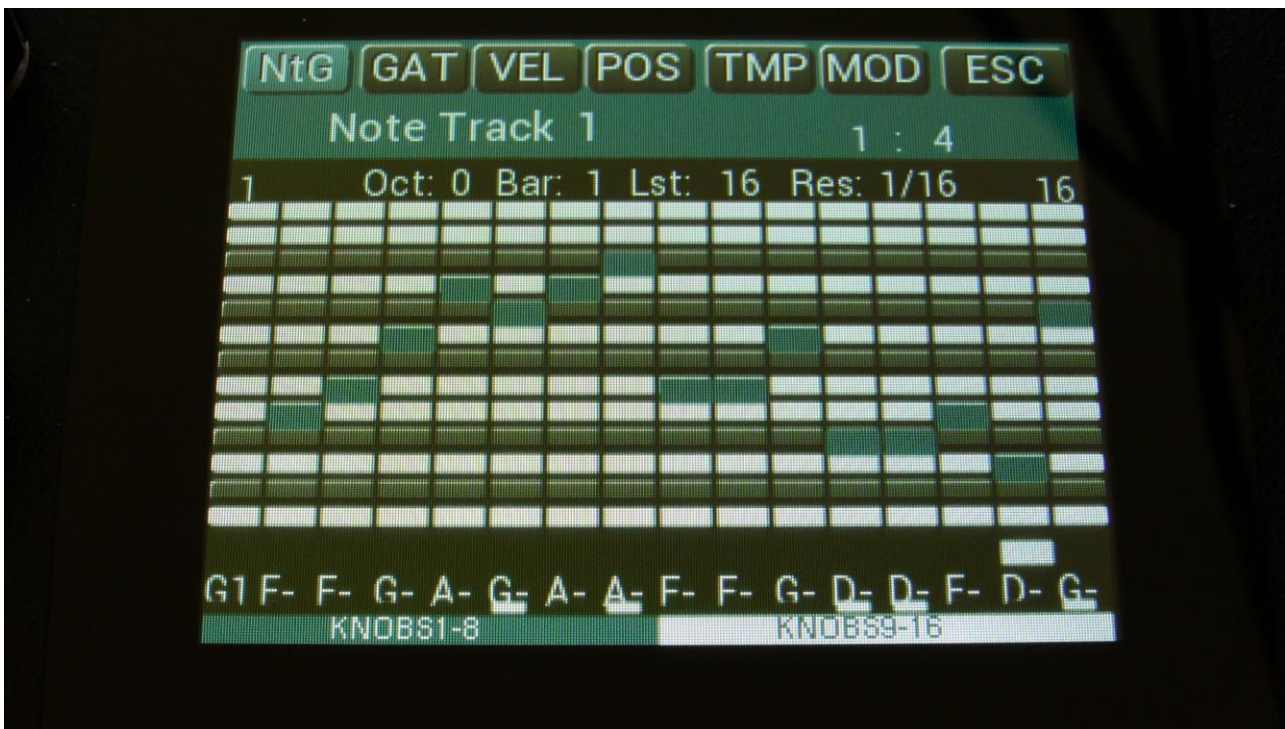 NtG GAT VEL POS TMP MOD ESC
Note Track 1 1 : 4
1 Oct: 0 Bar: 1 Lst: 16 Res: 1/16 16
G1 F- F- G- A- G- A- A- F- F- G- D- D- F- D- G-
KNOBS1-8 KNOBS9-16